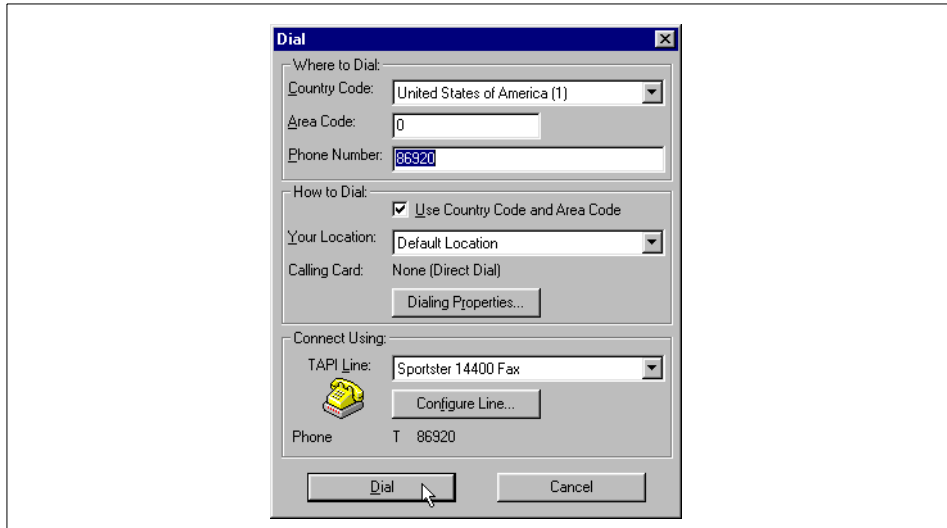 Dial
Where to Dial:
Country Code: United States of America (1)
Area Code: 0
Phone Number: 86920
How to Dial:
Use Country Code and Area Code
Your Location: Default Location
Calling Card: None (Direct Dial)
Dialing Properties...
Connect Using:
TAPI Line: Sportster 14400 Fax
Configure Line...
Phone T 86920
Dial Cancel